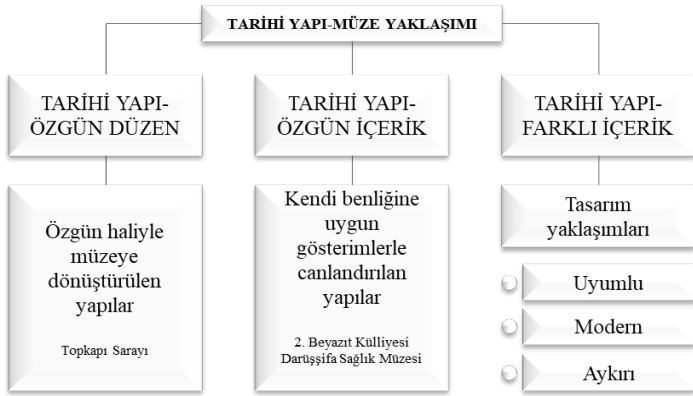 TARİHİ YAPI-MÜZE YAKLAŞIMI
TARİHİ YAPI-
ÖZGÜN DÜZEN
Özgün haliyle
müzeye
dönüştürülen
yapılar
Topkapı Sarayı
TARİHİ YAPI-
ÖZGÜN İÇERİK
Kendi benliğine
uygun
gösterimlerle
canlandırılan
yapılar
2. Beyazıt Külliyesi
Darüşşifa Sağlık Müzesi
TARİHİ YAPI-
FARKLI İÇERİK
Tasarım
yaklaşımları
Uyumlu
Modern
Aykırı